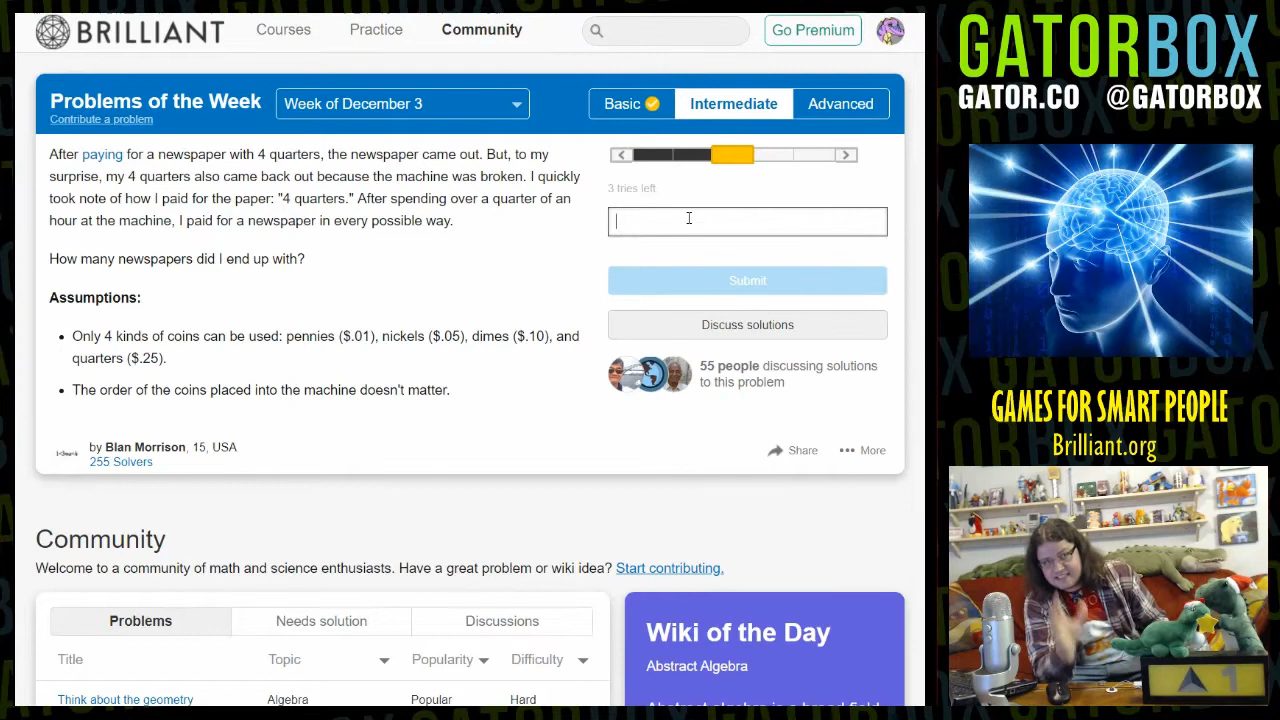 BRILLIANT
Courses
Practice
Community
Go Premium
Problems of the Week
Contribute a problem
Week of December 3
Basic
Intermediate
Advanced
After paying for a newspaper with 4 quarters, the newspaper came out. But, to my
surprise, my 4 quarters also came back out because the machine was broken. I quickly
took note of how I paid for the paper: "4 quarters." After spending over a quarter of an
hour at the machine, I paid for a newspaper in every possible way.
How many newspapers did I end up with?
Assumptions:
• Only 4 kinds of coins can be used: pennies ($.01), nickels ($.05), dimes ($.10), and
quarters ($.25).
• The order of the coins placed into the machine doesn't matter.
by Blan Morrison, 15, USA
255 Solvers
3 tries left
Submit
Discuss solutions
55 people discussing solutions
to this problem
Share
More
Community
Welcome to a community of math and science enthusiasts. Have a great problem or wiki idea? Start contributing.
Problems
Needs solution
Discussions
Title
Topic
Popularity
Difficulty
Think about the geometry
Algebra
Popular
Hard
Wiki of the Day
Abstract Algebra
GATORBOX
GATOR.CO @GATORBOX
GAMES FOR SMART PEOPLE
Brilliant.org
1